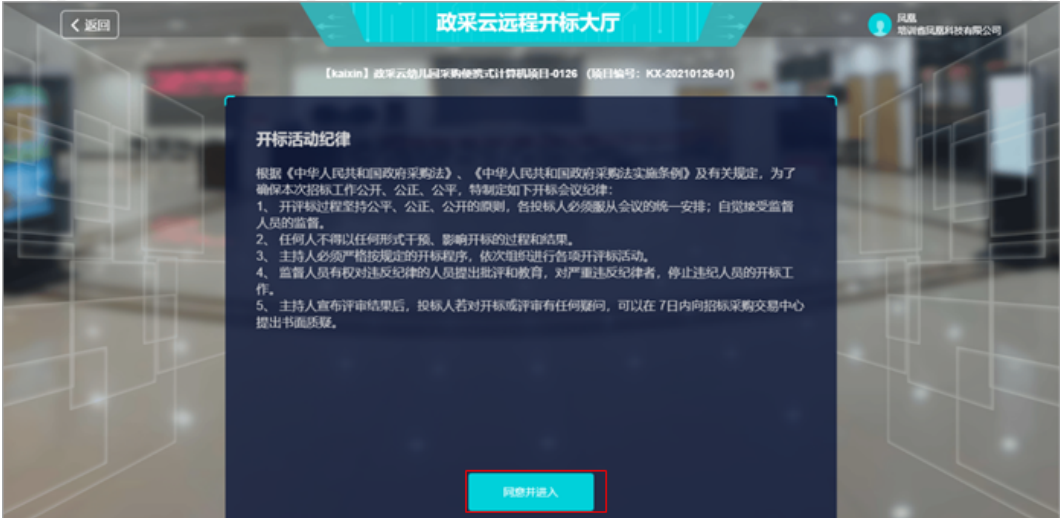 < 返回
政采云远程开标大厅
凤凰
培训省凤凰科技有限公司
【kaixin】政采云幼儿园采购便携式计算机项目-0126 (项目编号：KX-20210126-01)
开标活动纪律
根据《中华人民共和国政府采购法》、《中华人民共和国政府采购法实施条例》及有关规定，为了
确保本次招标工作公开、公正、公平，特制定如下开标会议纪律：
1、 开评标过程坚持公平、公正、公开的原则，各投标人必须服从会议的统一安排；自觉接受监督
人员的监督。
2、 任何人不得以任何形式干预、影响开标的过程和结果。
3、 主持人必须严格按规定的开标程序，依次组织进行各项开评标活动。
4、 监督人员有权对违反纪律的人员提出批评和教育，对严重违反纪律者，停止违纪人员的开标工
作。
5、 主持人宣布评审结果后，投标人若对开标或评审有任何疑问，可以在 7日内向招标采购交易中心
提出书面质疑。
同意并进入